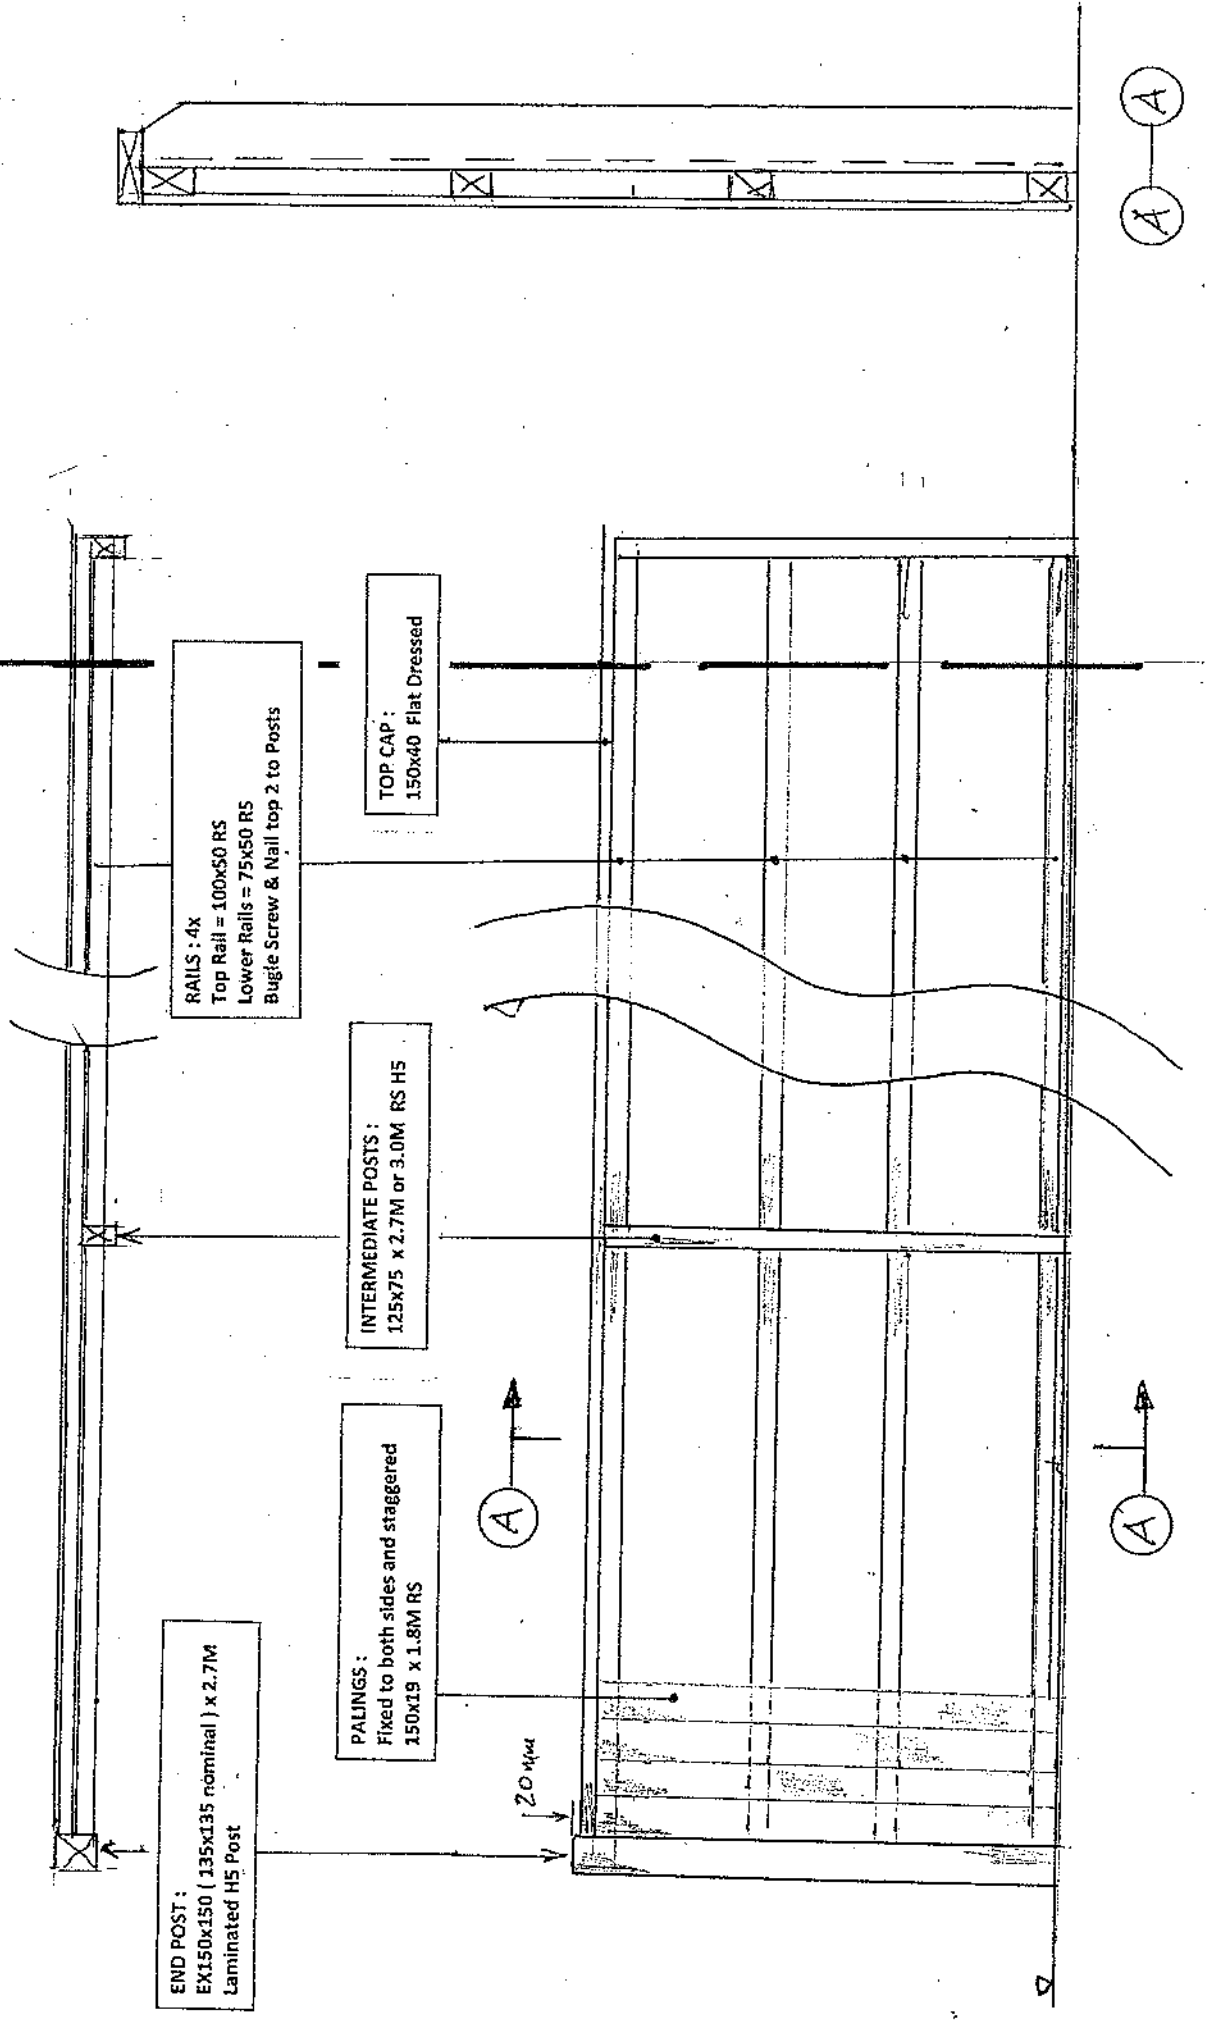 END POST :
EX150x150 ( 135x135 nominal ) x 2.7M
Laminated H5 Post
PALINGS :
Fixed to both sides and staggered
150x19 x 1.8M RS
INTERMEDIATE POSTS :
125x75 x 2.7M or 3.0M RS H5
RAILS : 4x
Top Rail = 100x50 RS
Lower Rails = 75x50 RS
Bugle Screw & Nail top 2 to Posts
TOP CAP :
150x40 Flat Dressed
20mm
A
A
A
A